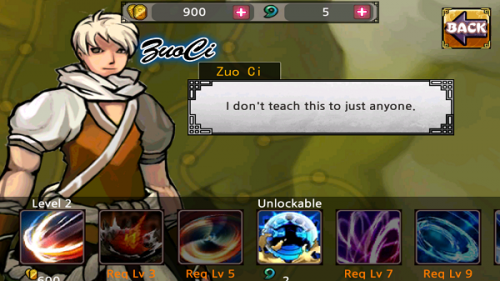 900
5
BACK
ZuoCi
Zuo Ci
I don't teach this to just anyone.
Level 2
Unlockable
600
Req Lv 3
Req Lv 5
2
Req Lv 7
Req Lv 9